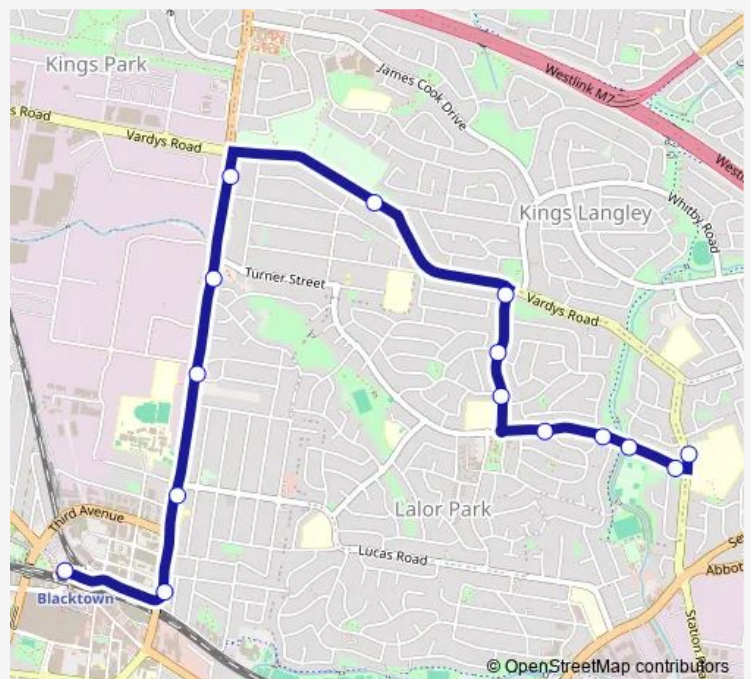 Kings Park
James Cook Drive
Westlink M7
s Road
Vardys Road
Westl
Kings Langley
Whitby Road
Turner Street
Vardys Road
Lalor Park
Third Avenue
Lucas Road
Se
Abbot
Blacktown
Station R
© OpenStreetMap contributors